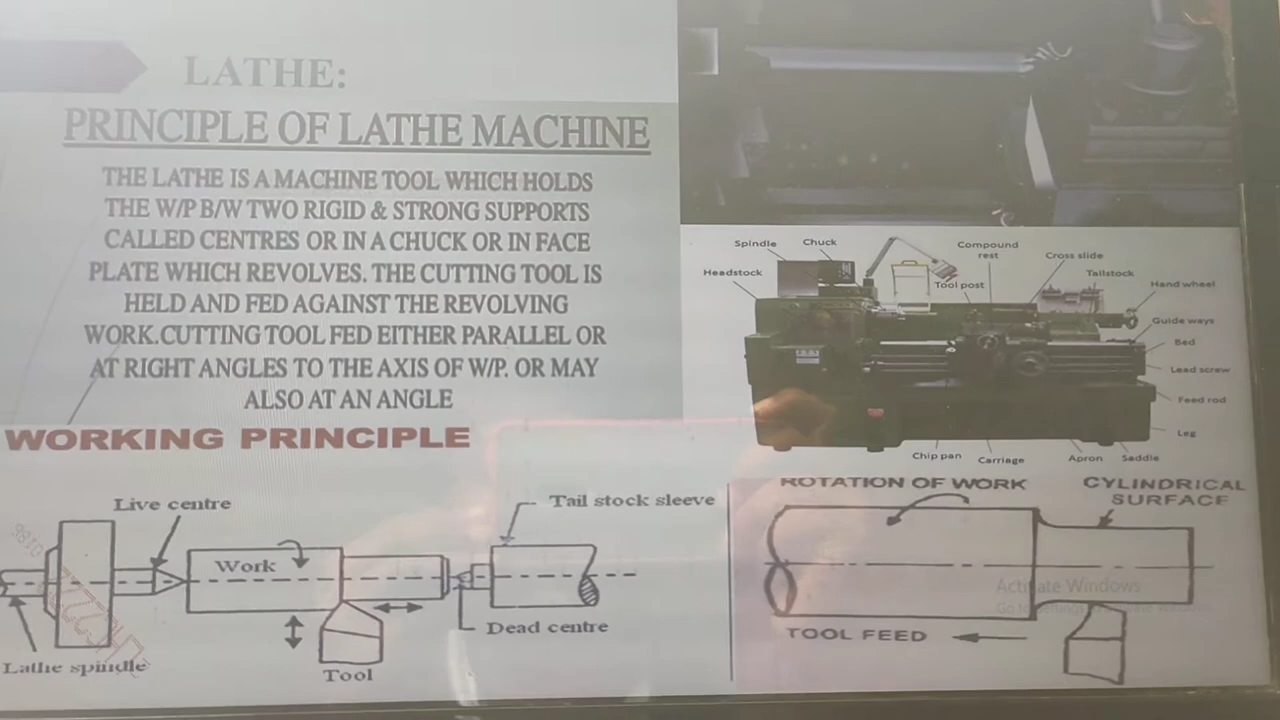 LATHE:
PRINCIPLE OF LATHE MACHINE
THE LATHE IS A MACHINE TOOL WHICH HOLDS
THE W/P B/W TWO RIGID & STRONG SUPPORTS
CALLED CENTRES OR IN A CHUCK OR IN FACE
PLATE WHICH REVOLVES. THE CUTTING TOOL IS
HELD AND FED AGAINST THE REVOLVING
WORK.CUTTING TOOL FED EITHER PARALLEL OR
AT RIGHT ANGLES TO THE AXIS OF W/P. OR MAY
ALSO AT AN ANGLE
Spindle
Chuck
Compound
rest
Cross slide
Headstock
Tool post
Tailstock
Hand wheel
Guide ways
Bed
Lead screw
Feed rod
Leg
Chip pan
Carriage
Apron
Saddle
WORKING PRINCIPLE
Live centre
Tail stock sleeve
Work
Dead centre
Lathe spindle
Tool
ROTATION OF WORK
CYLINDRICAL
SURFACE
TOOL FEED
Activate Windows